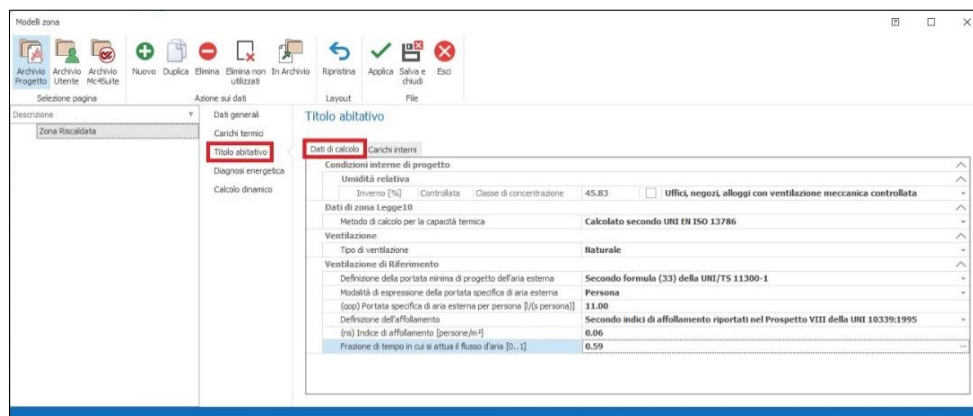 Modelli zona
Archivio Progetto
Archivio Utente
Archivio Mc4Suite
Nuovo
Duplica
Elimina
Elimina non utilizzati
In Archivio
Ripristina
Applica
Salva e chiudi
Esci
Selezione pagina
Azione sui dati
Layout
File
Descrizione
Zona Riscaldata
Dati generali
Carichi termici
Titolo abitativo
Diagnosi energetica
Calcolo dinamico
Titolo abitativo
Dati di calcolo Carichi interni
Condizioni interne di progetto
Umidità relativa
Inverno [%] Controllata Classe di concentrazione 45.83 Uffici, negozi, alloggi con ventilazione meccanica controllata
Dati di zona Legge10
Metodo di calcolo per la capacità termica Calcolato secondo UNI EN ISO 13786
Ventilazione
Tipo di ventilazione Naturale
Ventilazione di Riferimento
Definizione della portata minima di progetto dell'aria esterna Secondo formula (33) della UNI/TS 11300-1
Modalità di espressione della portata specifica di aria esterna Persona
(qop) Portata specifica di aria esterna per persona [l/(s persona)] 11.00
Definizione dell'affollamento Secondo indici di affollamento riportati nel Prospetto VIII della UNI 10339:1995
(ns) Indice di affollamento [persone/m²] 0.06
Frazione di tempo in cui si attua il flusso d'aria [0..1] 0.59